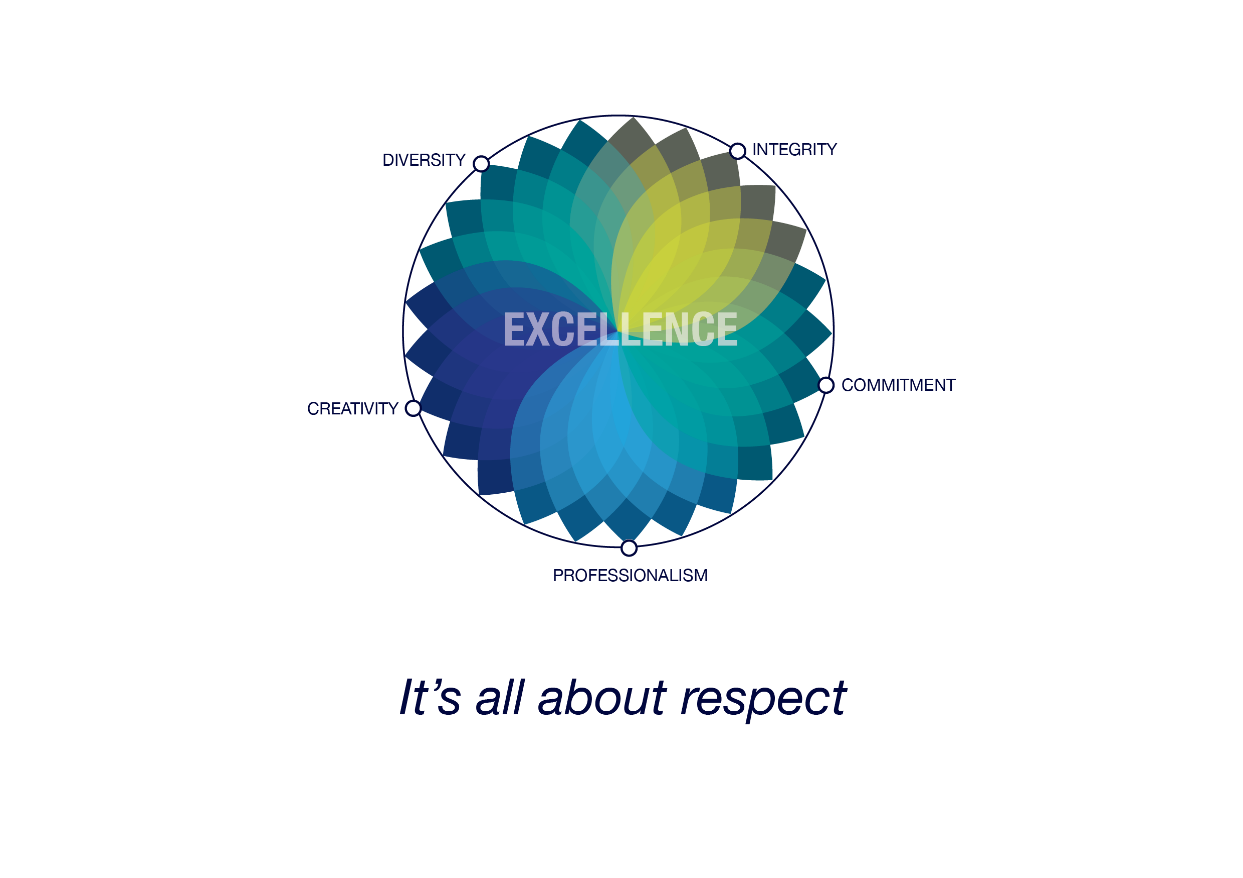 DIVERSITY
INTEGRITY
EXCELLENCE
COMMITMENT
CREATIVITY
PROFESSIONALISM
It's all about respect